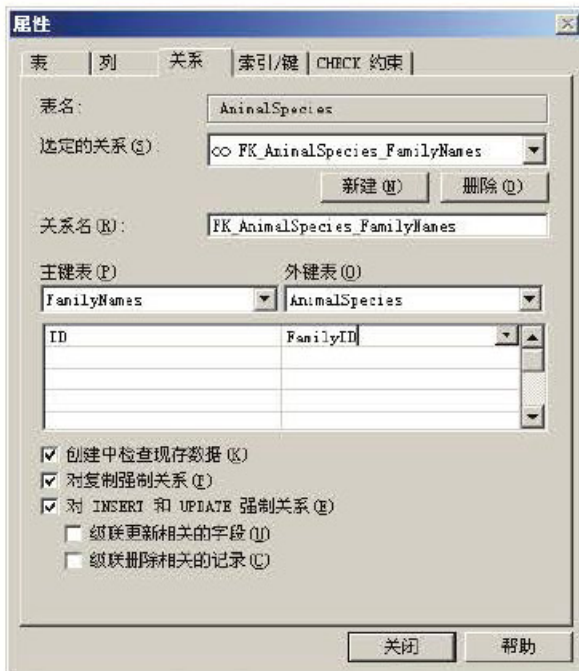 属性
表 列 关系 索引/键 CHECK 约束
表名: AnimalSpecies
选定的关系(S): FK_AnimalSpecies_FamilyNames
新建(N) 删除(D)
关系名(R): FK_AnimalSpecies_FamilyNames
主键表(P) 外键表(O)
FamilyNames AnimalSpecies
ID FamilyID
创建中检查现存数据(K)
对复制强制关系(F)
对 INSERT 和 UPDATE 强制关系(E)
级联更新相关的字段(U)
级联删除相关的记录(C)
关闭 帮助